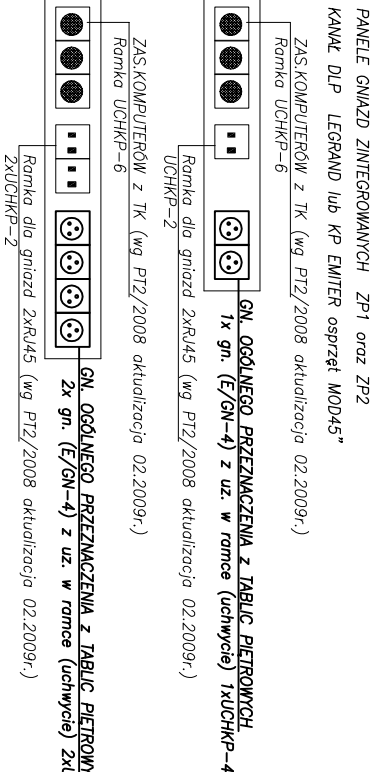 PANELE GNIAZD ZINTEGROWANYCH ZP1 oraz ZP2
KANAŁ DLP LEGRAND lub KP EMITER osprzęt MOD45"
ZAS.KOMPUTERÓW z TK (wg PT2/2008 aktualizacja 02.2009r.)
Ramka UCHKP-6
GN. OGÓLNEGO PRZEZNACZENIA z TABLIC PIĘTROWYCH
1x gn. (E/GN-4) z uz. w ramce (uchwycie) 1xUCHKP-4
Ramka dla gniazd 2xRJ45 (wg PT2/2008 aktualizacja 02.2009r.)
UCHKP-2
ZAS.KOMPUTERÓW z TK (wg PT2/2008 aktualizacja 02.2009r.)
Ramka UCHKP-6
GN. OGÓLNEGO PRZEZNACZENIA z TABLIC PIĘTROWY
2x gn. (E/GN-4) z uz. w ramce (uchwycie)
Ramka dla gniazd 2xRJ45 (wg PT2/2008 aktualizacja 02.2009r.)
2xUCHKP-2